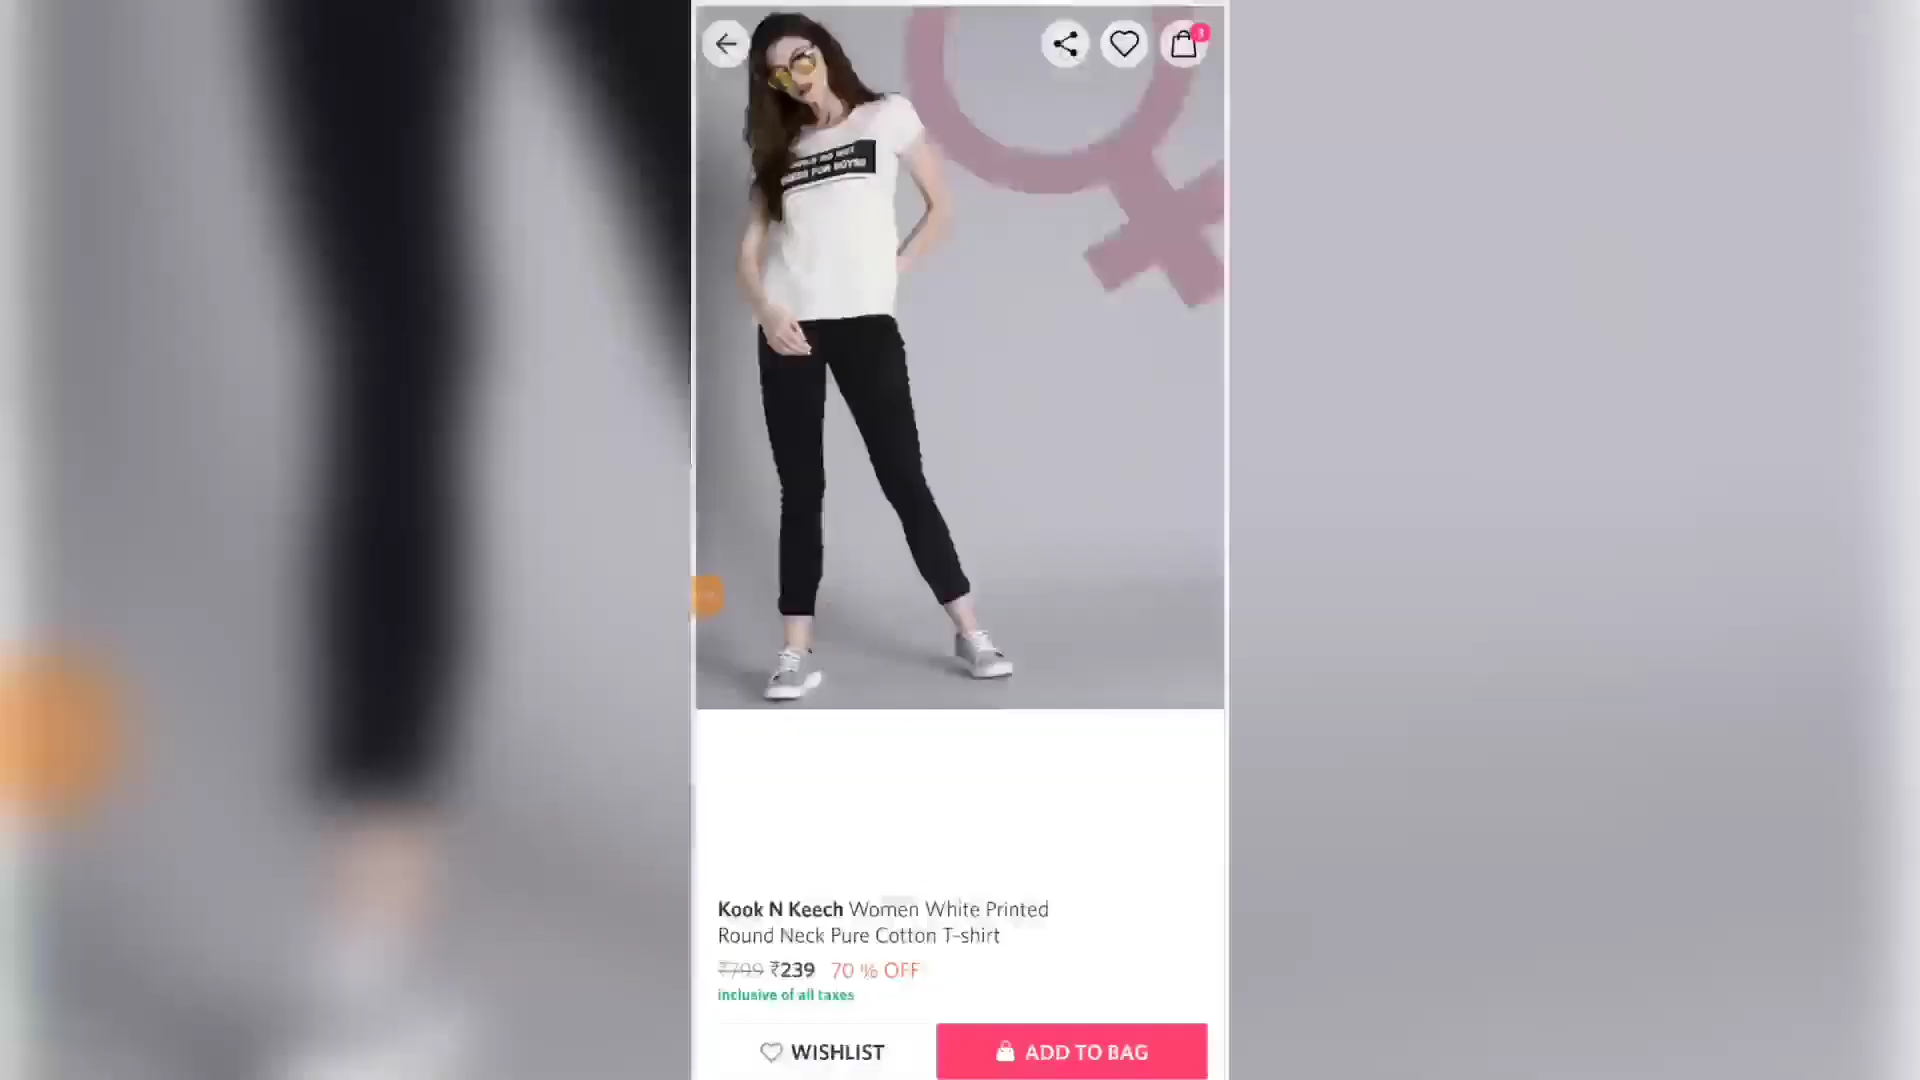 3
Kook N Keech Women White Printed
Round Neck Pure Cotton T-shirt
₹799 ₹239 70 % OFF
inclusive of all taxes
WISHLIST
ADD TO BAG